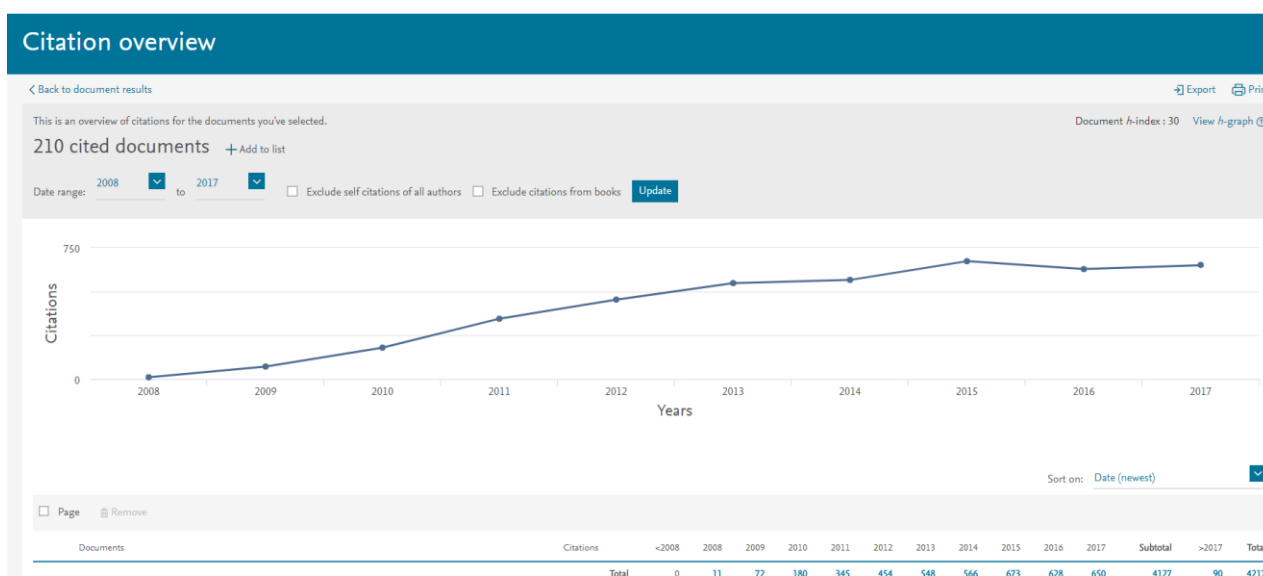 Citation overview
Back to document results Export Prin
This is an overview of citations for the documents you've selected. Document h-index : 30 View h-graph
210 cited documents + Add to list
Date range: 2008 to 2017 Exclude self citations of all authors Exclude citations from books Update
750
Citations
0
2008 2009 2010 2011 2012 2013 2014 2015 2016 2017
Years
Sort on: Date (newest)
Page Remove
Documents Citations <2008 2008 2009 2010 2011 2012 2013 2014 2015 2016 2017 Subtotal >2017 Tota
Total 0 11 72 180 345 454 548 566 673 628 650 4127 90 4217